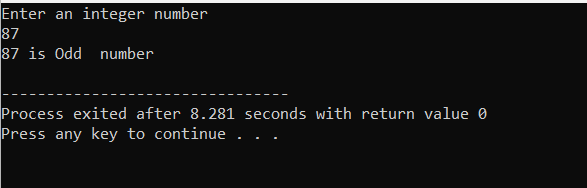 Enter an integer number
87
87 is Odd  number
--------------------------------
Process exited after 8.281 seconds with return value 0
Press any key to continue . . .